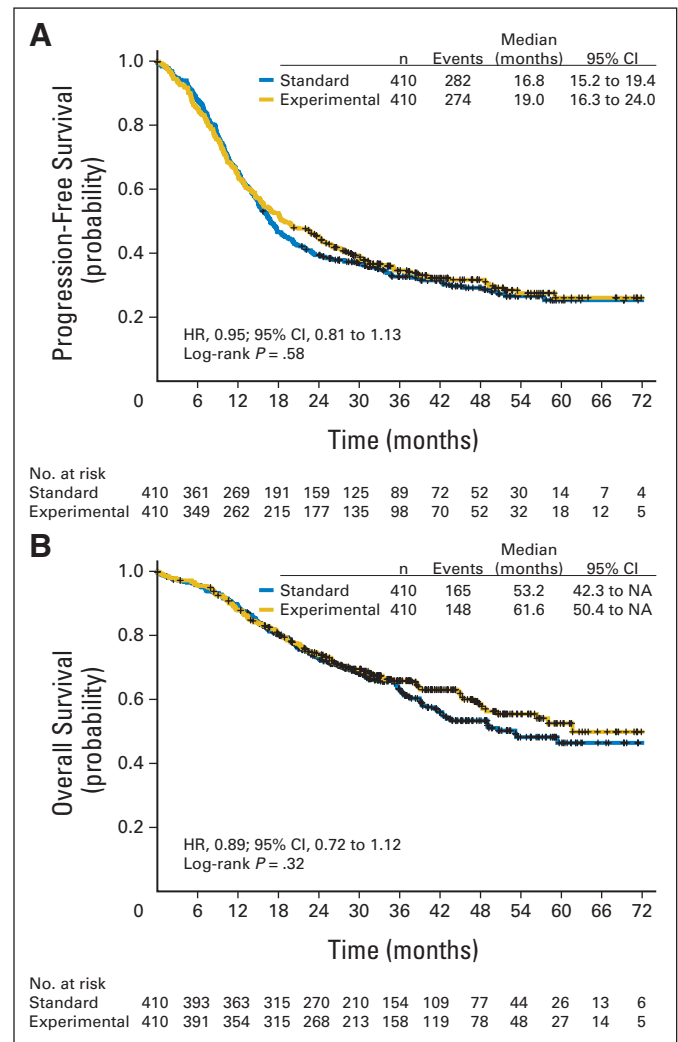 A
Median
n Events (months) 95% CI
Standard 410 282 16.8 15.2 to 19.4
Experimental 410 274 19.0 16.3 to 24.0
Progression-Free Survival
(probability)
1.0
0.8
0.6
0.4
0.2
HR, 0.95; 95% CI, 0.81 to 1.13
Log-rank P = .58
0 6 12 18 24 30 36 42 48 54 60 66 72
Time (months)
No. at risk
Standard 410 361 269 191 159 125 89 72 52 30 14 7 4
Experimental 410 349 262 215 177 135 98 70 52 32 18 12 5
B
Median
n Events (months) 95% CI
Standard 410 165 53.2 42.3 to NA
Experimental 410 148 61.6 50.4 to NA
Overall Survival
(probability)
1.0
0.8
0.6
0.4
0.2
HR, 0.89; 95% CI, 0.72 to 1.12
Log-rank P = .32
0 6 12 18 24 30 36 42 48 54 60 66 72
Time (months)
No. at risk
Standard 410 393 363 315 270 210 154 109 77 44 26 13 6
Experimental 410 391 354 315 268 213 158 119 78 48 27 14 5